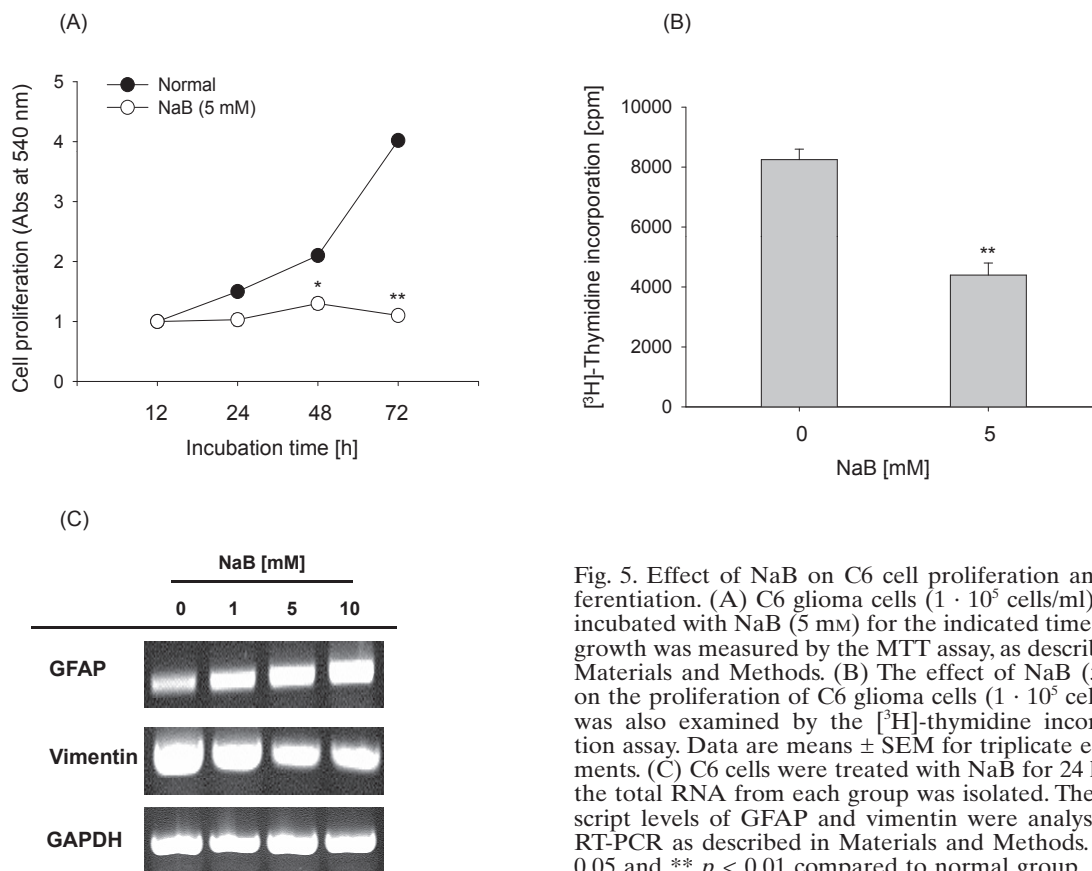 (A)
5
4
3
2
1
0
Cell proliferation (Abs at 540 nm)
Normal
NaB (5 mM)
*
**
12 24 48 72
Incubation time [h]
(B)
10000
8000
6000
4000
2000
0
[³H]-Thymidine incorporation [cpm]
**
0 5
NaB [mM]
(C)
NaB [mM]
0 1 5 10
GFAP
Vimentin
GAPDH
Fig. 5. Effect of NaB on C6 cell proliferation an
ferentiation. (A) C6 glioma cells (1 · 10⁵ cells/ml)
incubated with NaB (5 mM) for the indicated time
growth was measured by the MTT assay, as describ
Materials and Methods. (B) The effect of NaB (
on the proliferation of C6 glioma cells (1 · 10⁵ cel
was also examined by the [³H]-thymidine incor
tion assay. Data are means ± SEM for triplicate e
ments. (C) C6 cells were treated with NaB for 24
the total RNA from each group was isolated. The
script levels of GFAP and vimentin were analys
RT-PCR as described in Materials and Methods.
0.05 and ** p < 0.01 compared to normal group